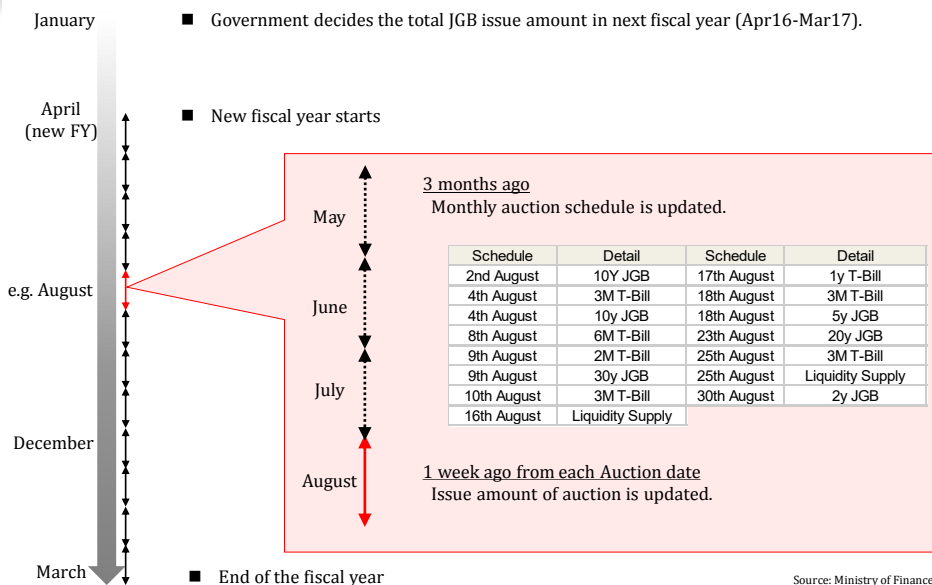 January
■ Government decides the total JGB issue amount in next fiscal year (Apr16-Mar17).
April
(new FY)
■ New fiscal year starts
3 months ago
Monthly auction schedule is updated.
May
Schedule Detail Schedule Detail
2nd August 10Y JGB 17th August 1y T-Bill
4th August 3M T-Bill 18th August 3M T-Bill
4th August 10y JGB 18th August 5y JGB
8th August 6M T-Bill 23th August 20y JGB
9th August 2M T-Bill 25th August 3M T-Bill
9th August 30y JGB 25th August Liquidity Supply
10th August 3M T-Bill 30th August 2y JGB
16th August Liquidity Supply
e.g. August
June
July
December
August
1 week ago from each Auction date
Issue amount of auction is updated.
March
■ End of the fiscal year
Source: Ministry of Finance